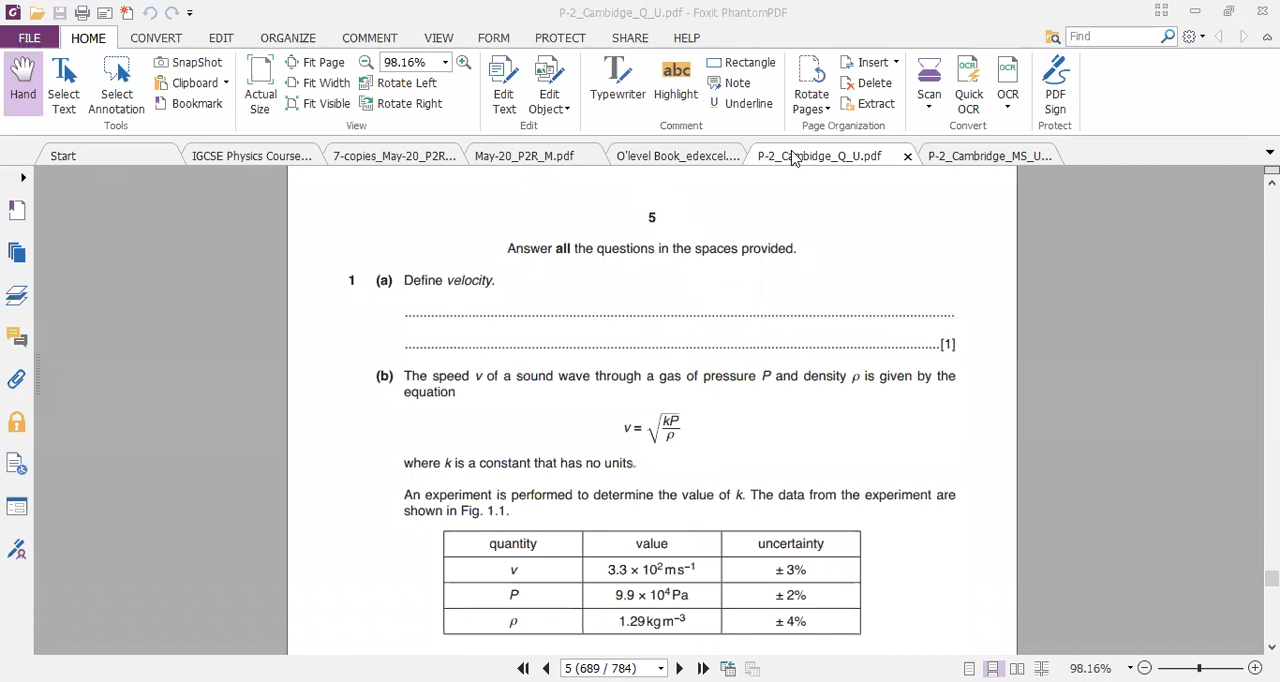 P-2_Cambidge_Q_U.pdf - Foxit PhantomPDF
FILE HOME CONVERT EDIT ORGANIZE COMMENT VIEW FORM PROTECT SHARE HELP Find
Hand
Select Text
Select Annotation
SnapShot
Clipboard
Bookmark
Tools
Actual Size
Fit Page
Fit Width
Fit Visible
98.16%
Rotate Left
Rotate Right
View
Edit Text
Edit Object
Edit
Typewriter
abc
Highlight
Rectangle
Note
Underline
Comment
Rotate Pages
Insert
Delete
Extract
Page Organization
Scan
OCR
Quick OCR
OCR
OCR
Convert
PDF Sign
Protect
Start IGCSE Physics Course... 7-copies_May-20_P2R... May-20_P2R_M.pdf O'level Book_edexcel.... P-2_Cambidge_Q_U.pdf P-2_Cambridge_MS_U...
5
Answer all the questions in the spaces provided.
1 (a) Define velocity.
..........................................................................................................................
.......................................................................................................................[1]
(b) The speed v of a sound wave through a gas of pressure P and density ρ is given by the
equation
v = √(kP/ρ)
where k is a constant that has no units.
An experiment is performed to determine the value of k. The data from the experiment are
shown in Fig. 1.1.
quantity value uncertainty
v 3.3 × 10² m s⁻¹ ± 3%
P 9.9 × 10⁴ Pa ± 2%
ρ 1.29 kg m⁻³ ± 4%
5 (689 / 784) 98.16%